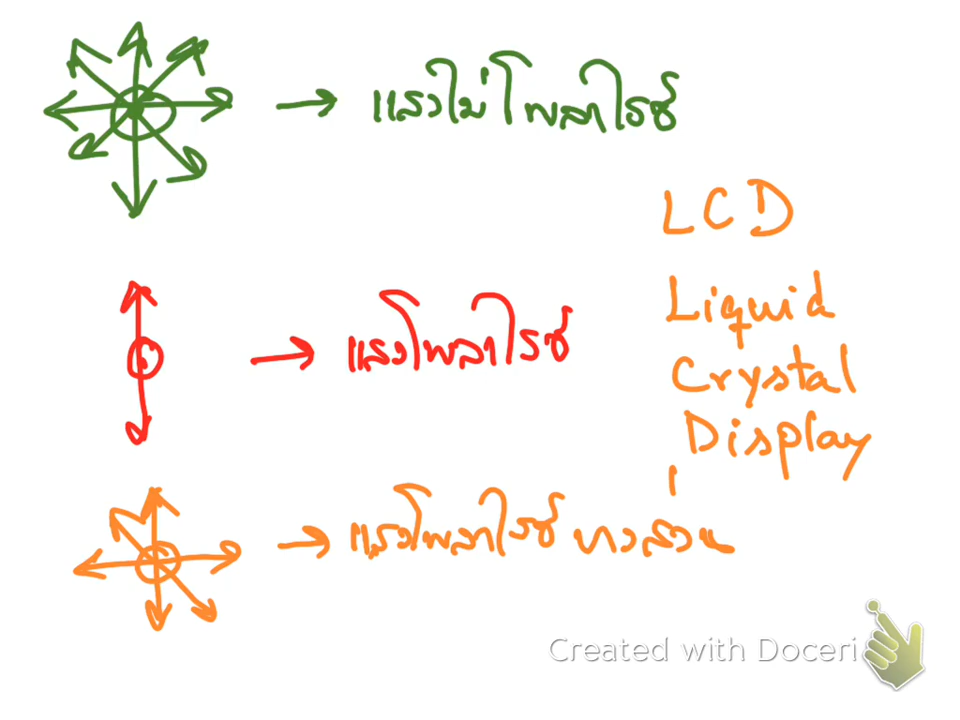 แสงไม่โพลาไรซ์
LCD
Liquid
Crystal
Display
แสงโพลาไรซ์
แสงโพลาไรซ์ บางส่วน
Created with Doceri